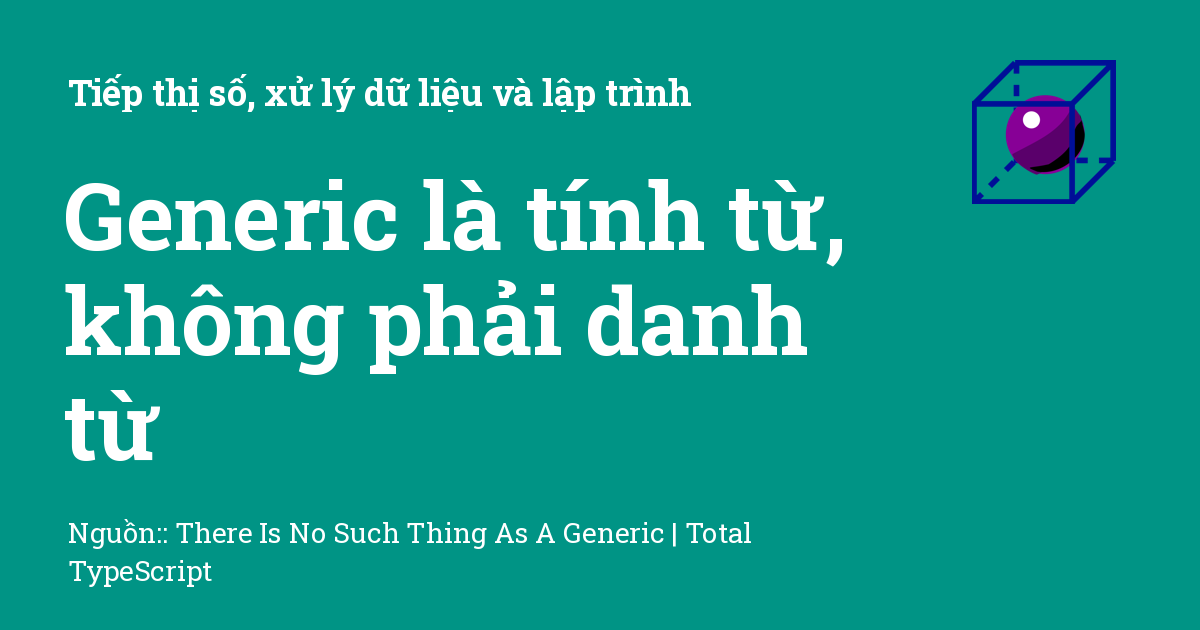 Tiếp thị số, xử lý dữ liệu và lập trình
Generic là tính từ,
không phải danh
từ
Nguồn:: There Is No Such Thing As A Generic | Total
TypeScript